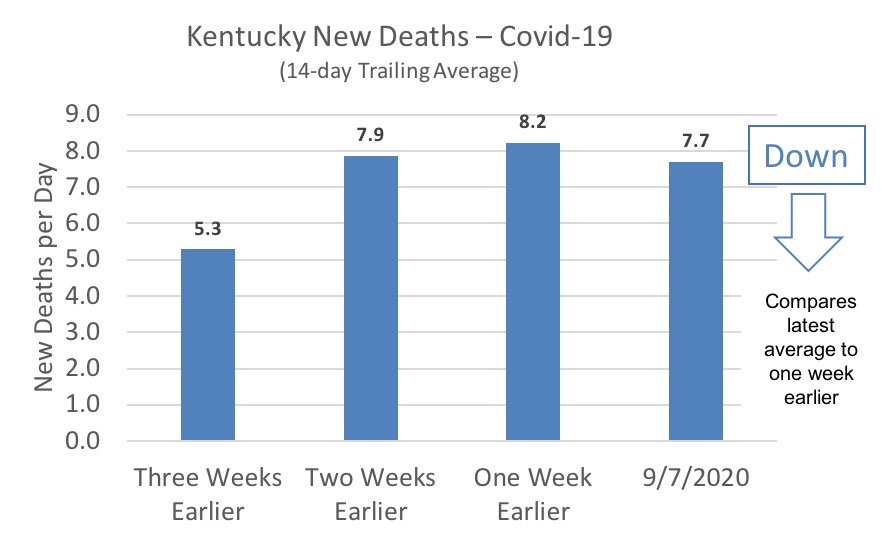 Kentucky New Deaths – Covid-19
(14-day Trailing Average)
New Deaths per Day
9.0
8.0
7.0
6.0
5.0
4.0
3.0
2.0
1.0
0.0
5.3
7.9
8.2
7.7
Three Weeks
Earlier
Two Weeks
Earlier
One Week
Earlier
9/7/2020
Down
Compares
latest
average to
one week
earlier